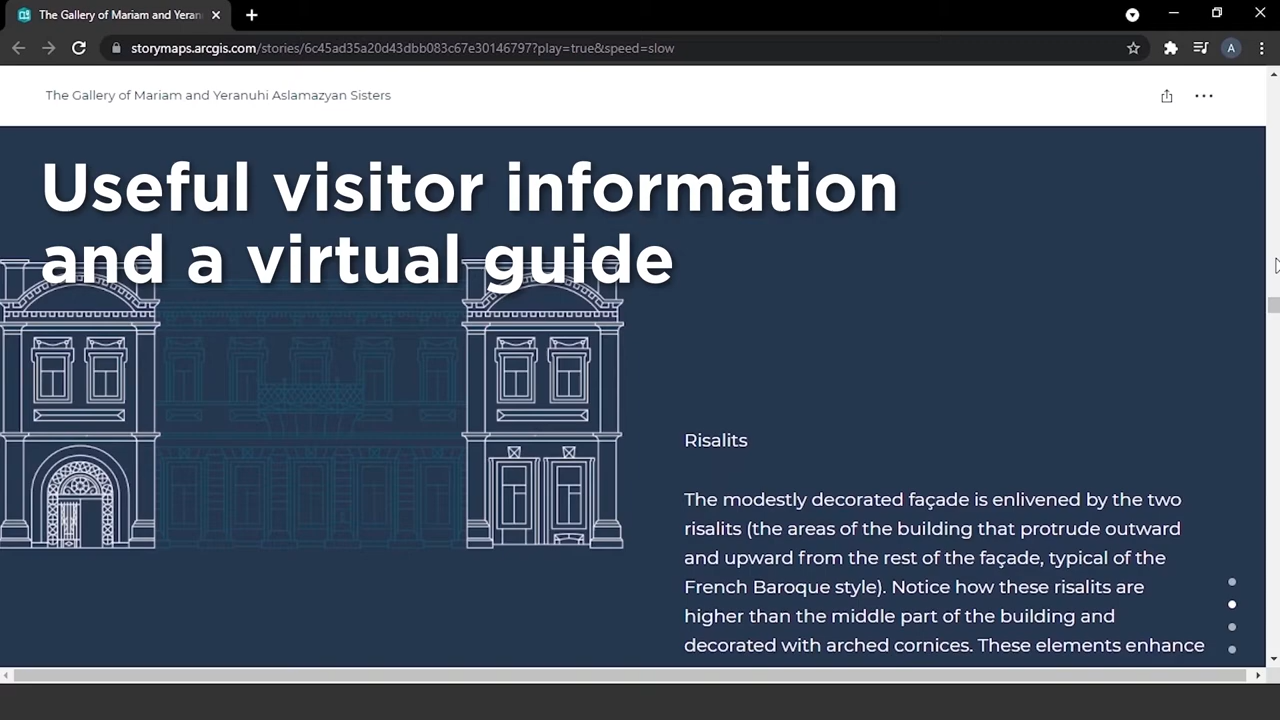 The Gallery of Mariam and Yeran
storymaps.arcgis.com/stories/6c45ad35a20d43dbb083c67e30146797?play=true&speed=slow
A
The Gallery of Mariam and Yeranuhi Aslamazyan Sisters
Useful visitor information
and a virtual guide
Risalits
The modestly decorated façade is enlivened by the two
risalits (the areas of the building that protrude outward
and upward from the rest of the façade, typical of the
French Baroque style). Notice how these risalits are
higher than the middle part of the building and
decorated with arched cornices. These elements enhance